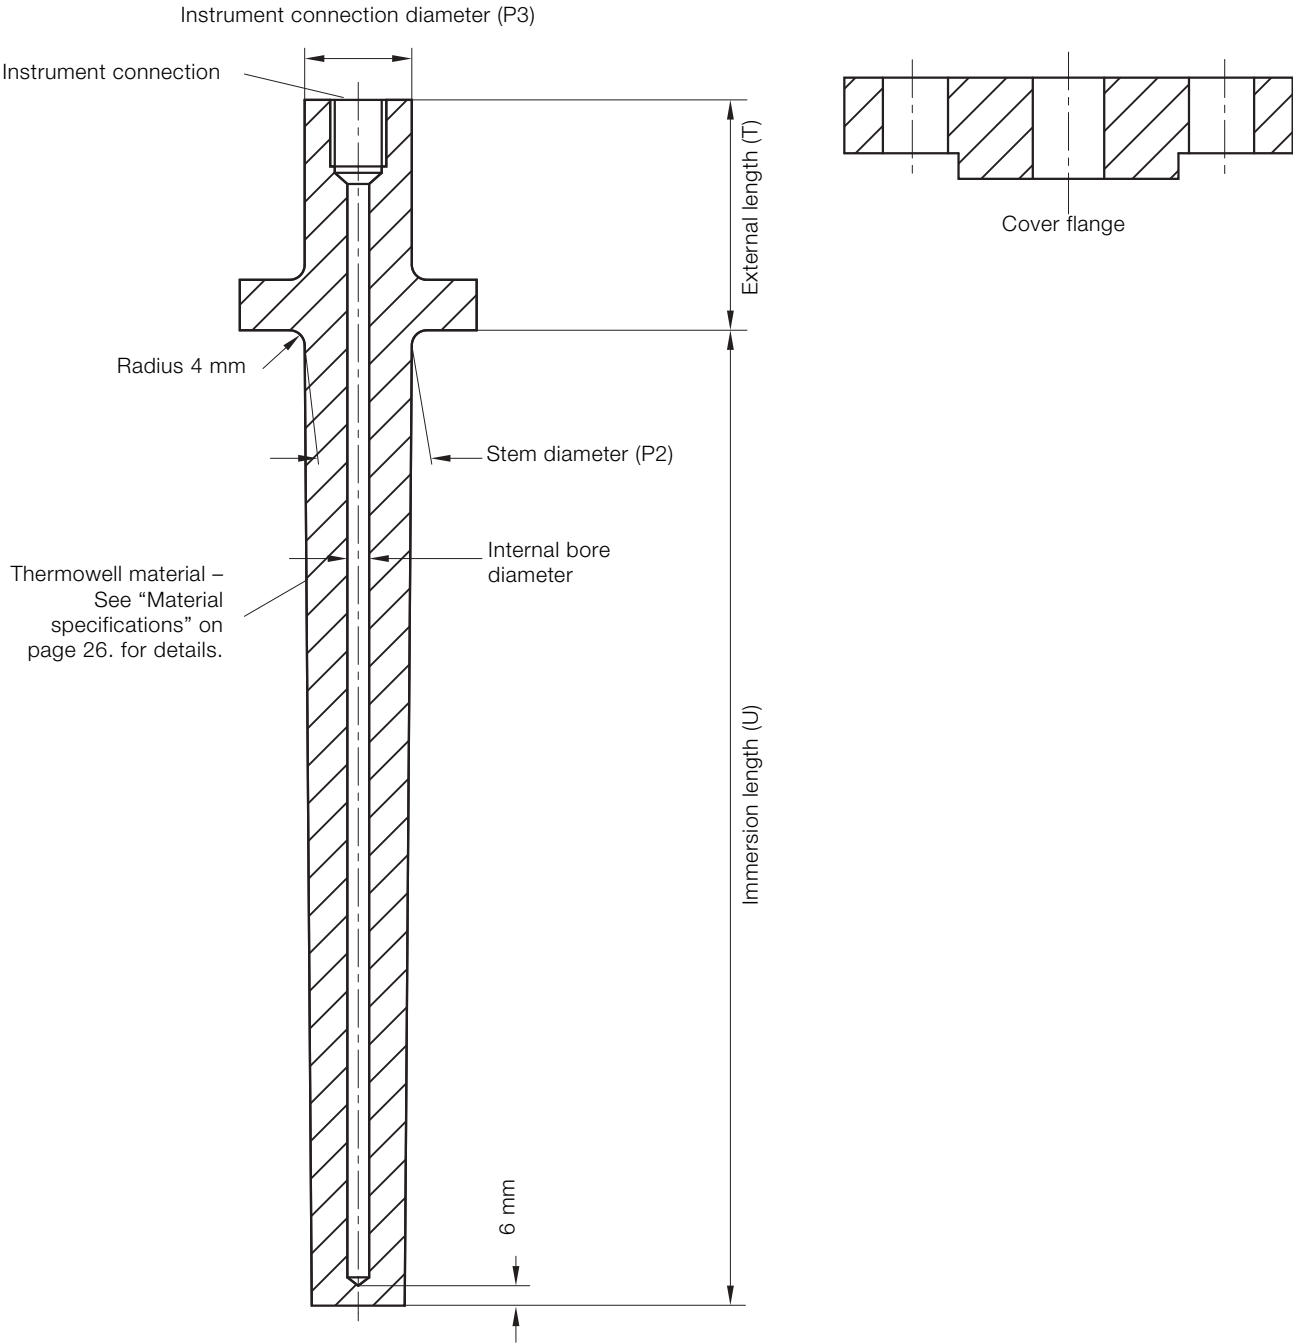 Instrument connection diameter (P3)
Instrument connection
External length (T)
Cover flange
Radius 4 mm
Stem diameter (P2)
Internal bore
diameter
Thermowell material –
See “Material
specifications” on
page 26. for details.
Immersion length (U)
6 mm